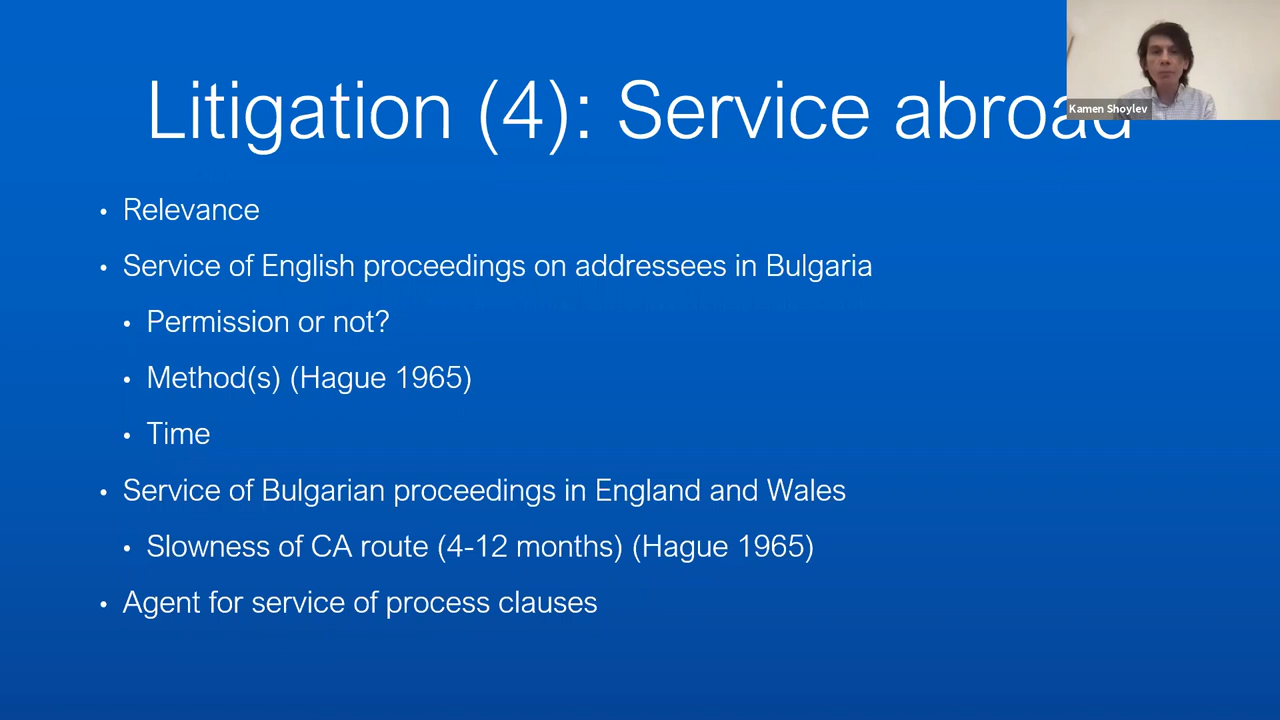 Litigation (4): Service abroad
Kamen Shoylev
• Relevance
• Service of English proceedings on addressees in Bulgaria
• Permission or not?
• Method(s) (Hague 1965)
• Time
• Service of Bulgarian proceedings in England and Wales
• Slowness of CA route (4-12 months) (Hague 1965)
• Agent for service of process clauses